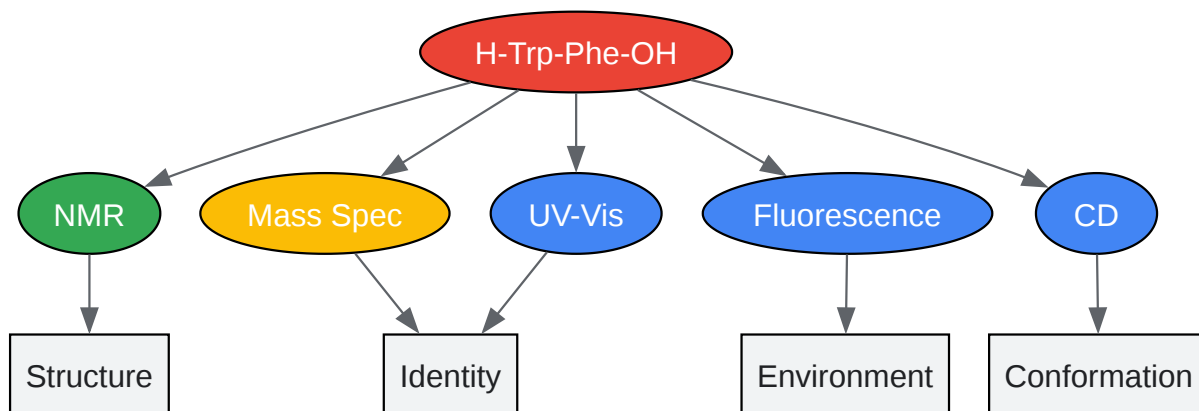 H-Trp-Phe-OH
NMR
Mass Spec
UV-Vis
Fluorescence
CD
Structure
Identity
Environment
Conformation